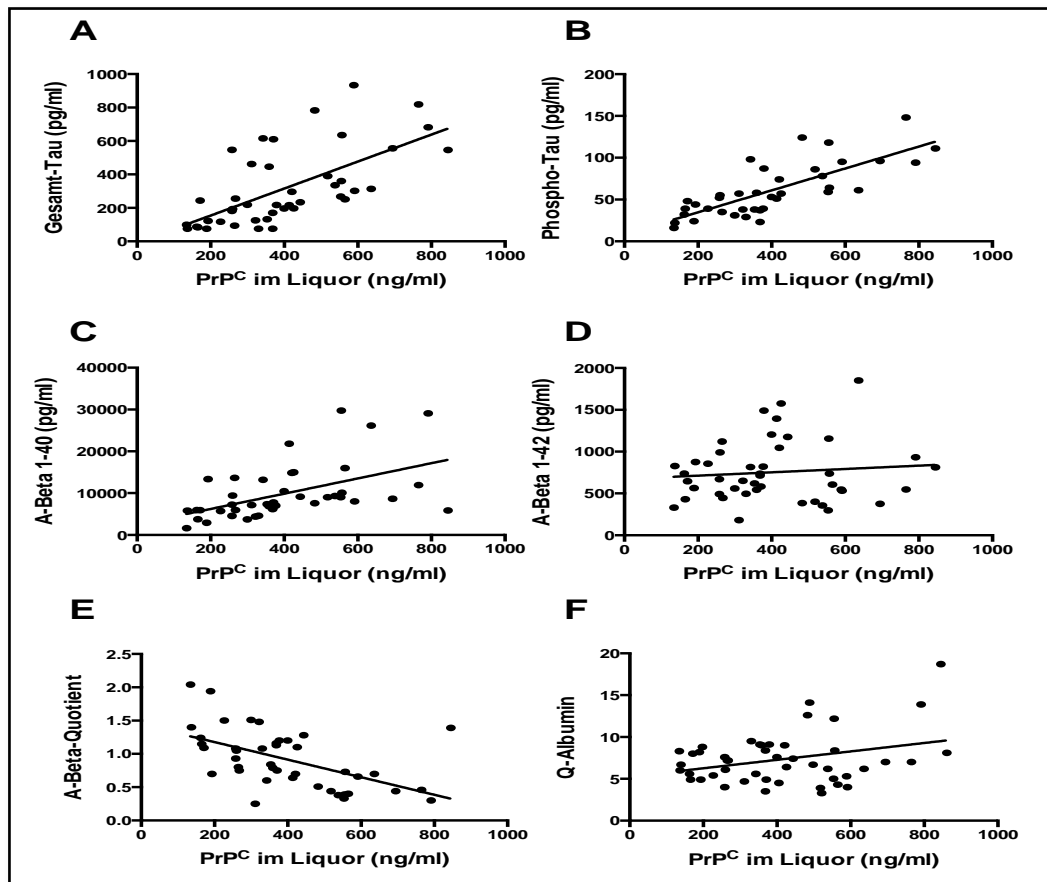 A
Gesamt-Tau (pg/ml)
1000
800
600
400
200
0
0 200 400 600 800 1000
PrPC im Liquor (ng/ml)
B
Phospho-Tau (pg/ml)
200
150
100
50
0
0 200 400 600 800 1000
PrPC im Liquor (ng/ml)
C
A-Beta 1-40 (pg/ml)
40000
30000
20000
10000
0
0 200 400 600 800 1000
PrPC im Liquor (ng/ml)
D
A-Beta 1-42 (pg/ml)
2000
1500
1000
500
0
0 200 400 600 800 1000
PrPC im Liquor (ng/ml)
E
A-Beta-Quotient
2.5
2.0
1.5
1.0
0.5
0.0
0 200 400 600 800 1000
PrPC im Liquor (ng/ml)
F
Q-Albumin
20
15
10
5
0
0 200 400 600 800 1000
PrPC im Liquor (ng/ml)